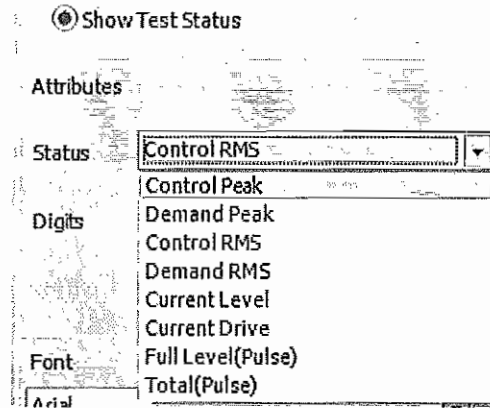 Show Test Status
Attributes
Status
Control RMS
Control Peak
Digits
Demand Peak
Control RMS
Demand RMS
Current Level
Current Drive
Font
Full Level(Pulse)
Total(Pulse)
Arial